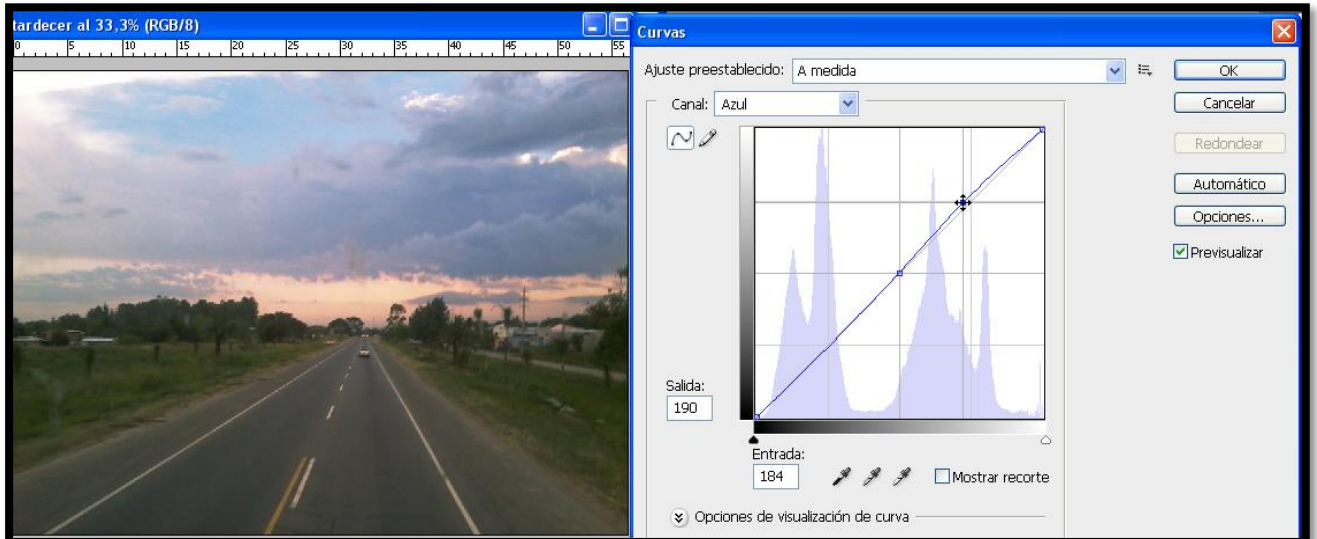 tardecer al 33,3% (RGB/8)
0 5 10 15 20 25 30 35 40 45 50 55
Curvas
Ajuste preestablecido: A medida
OK
Canal: Azul
Cancelar
Redondear
Automático
Opciones...
Previsualizar
Salida:
190
Entrada:
184
Mostrar recorte
Opciones de visualización de curva